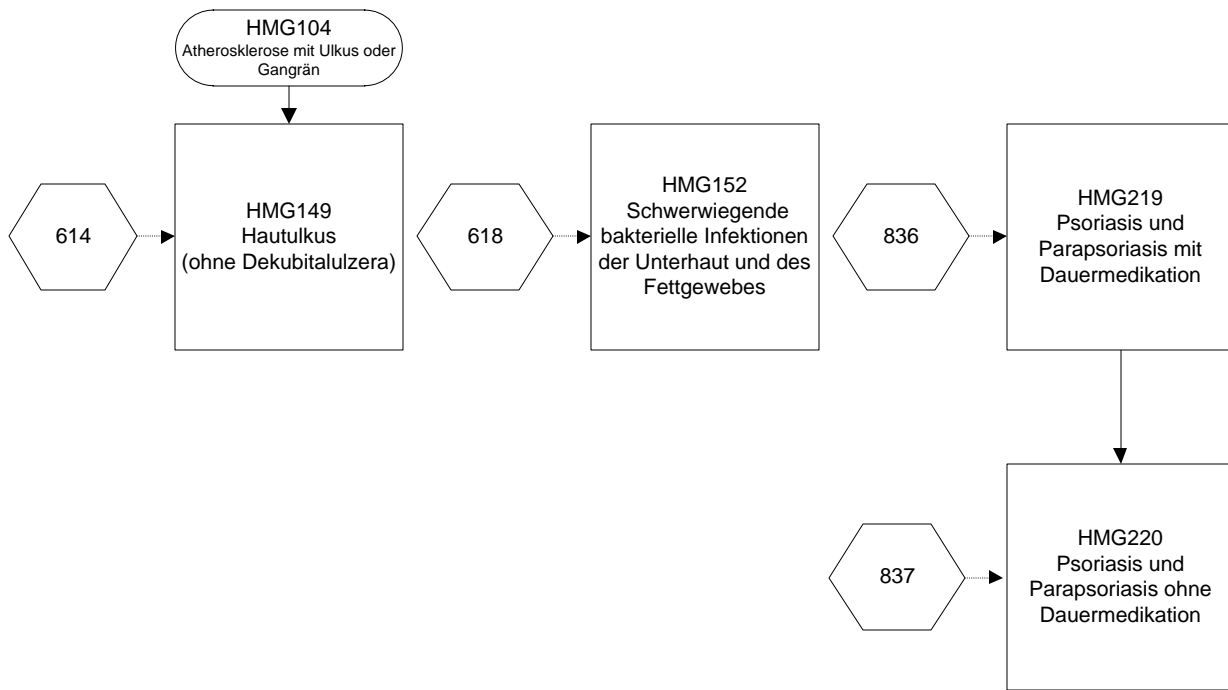 HMG104
Atherosklerose mit Ulkus oder
Gangrän
614
HMG149
Hautulkus
(ohne Dekubitalulzera)
618
HMG152
Schwerwiegende
bakterielle Infektionen
der Unterhaut und des
Fettgewebes
836
HMG219
Psoriasis und
Parapsoriasis mit
Dauermedikation
837
HMG220
Psoriasis und
Parapsoriasis ohne
Dauermedikation